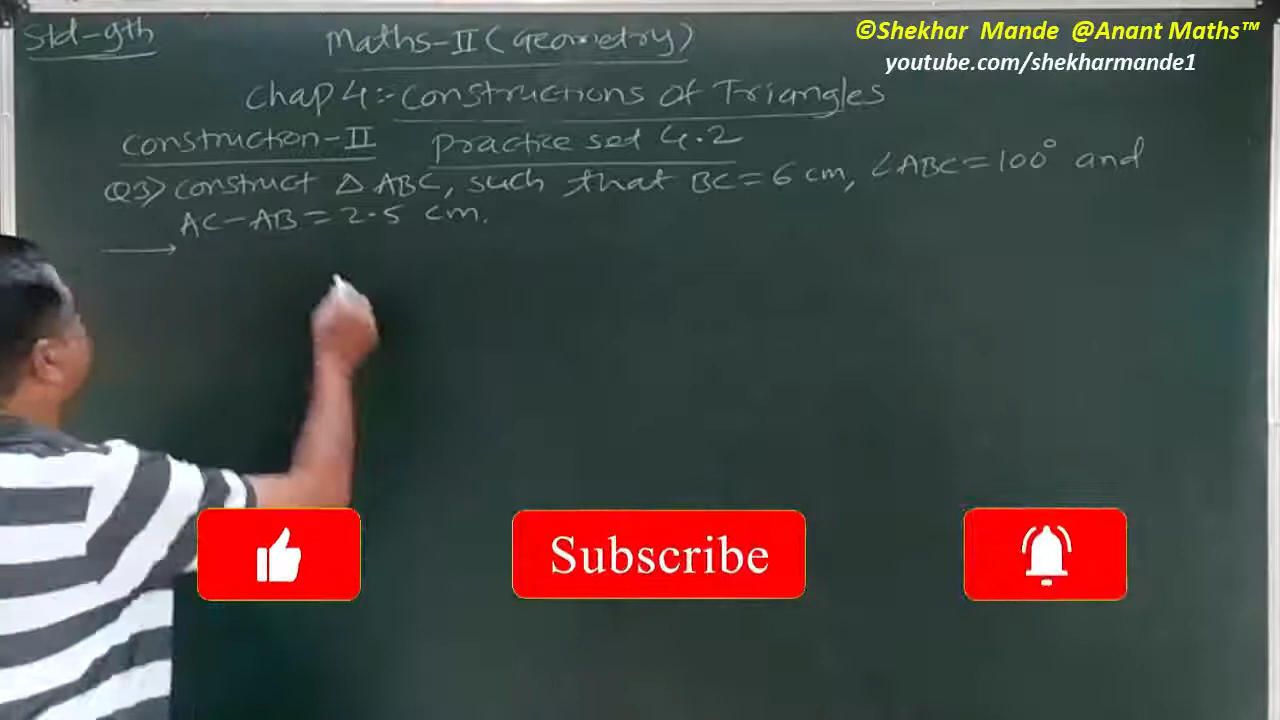 Std-9th
Maths-II (Geometry)
©Shekhar Mande @Anant Maths™
youtube.com/shekharmande1
Chap 4:- Constructions of Triangles
Construction-II Practice set 4.2
Q3> Construct △ ABC, such that BC = 6 cm, ∠ABC = 100° and
AC - AB = 2.5 cm.
Subscribe